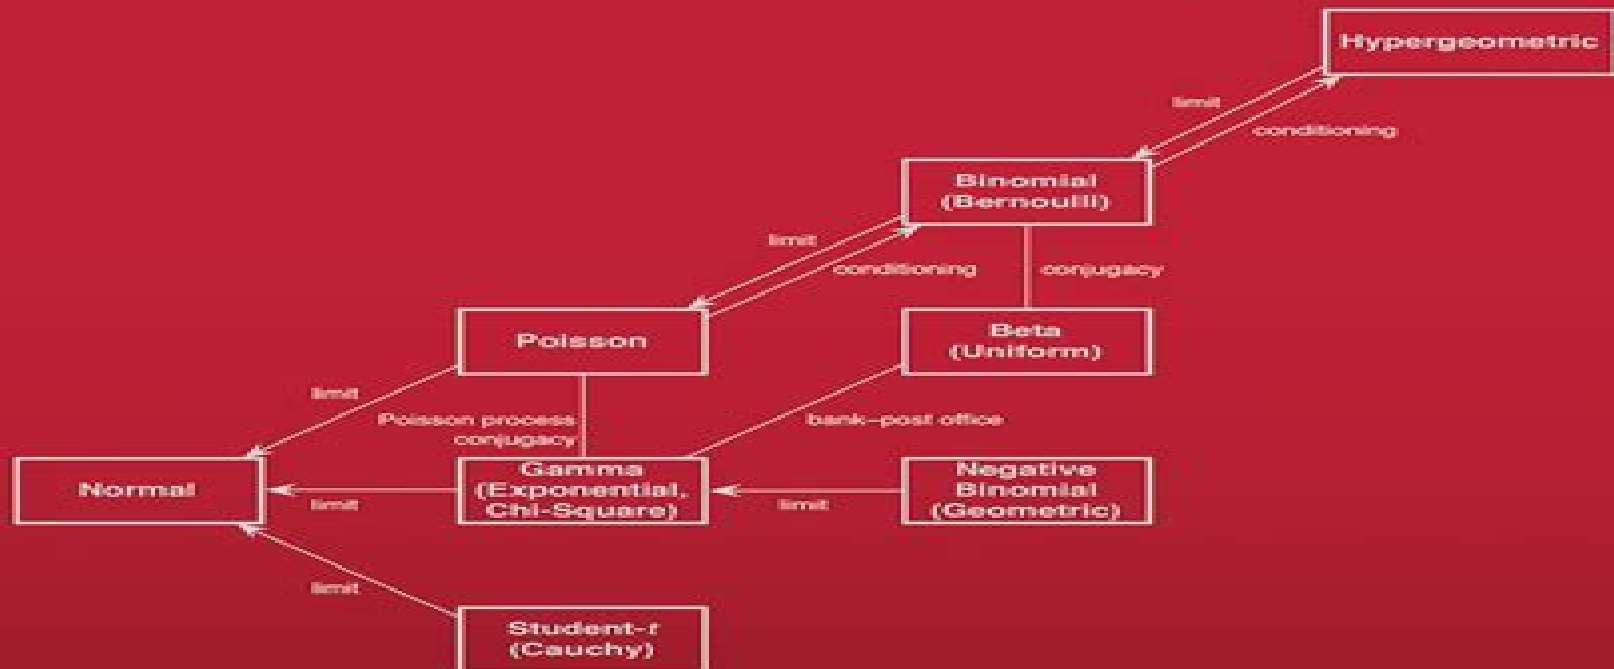 Hypergeometric
limit
conditioning
Binomial
(Bernoulli)
limit
conditioning
conjugacy
Poisson
Beta
(Uniform)
limit
Poisson process
conjugacy
bank–post office
Normal
limit
Gamma
(Exponential,
Chi-Square)
limit
Negative
Binomial
(Geometric)
limit
Student-t
(Cauchy)